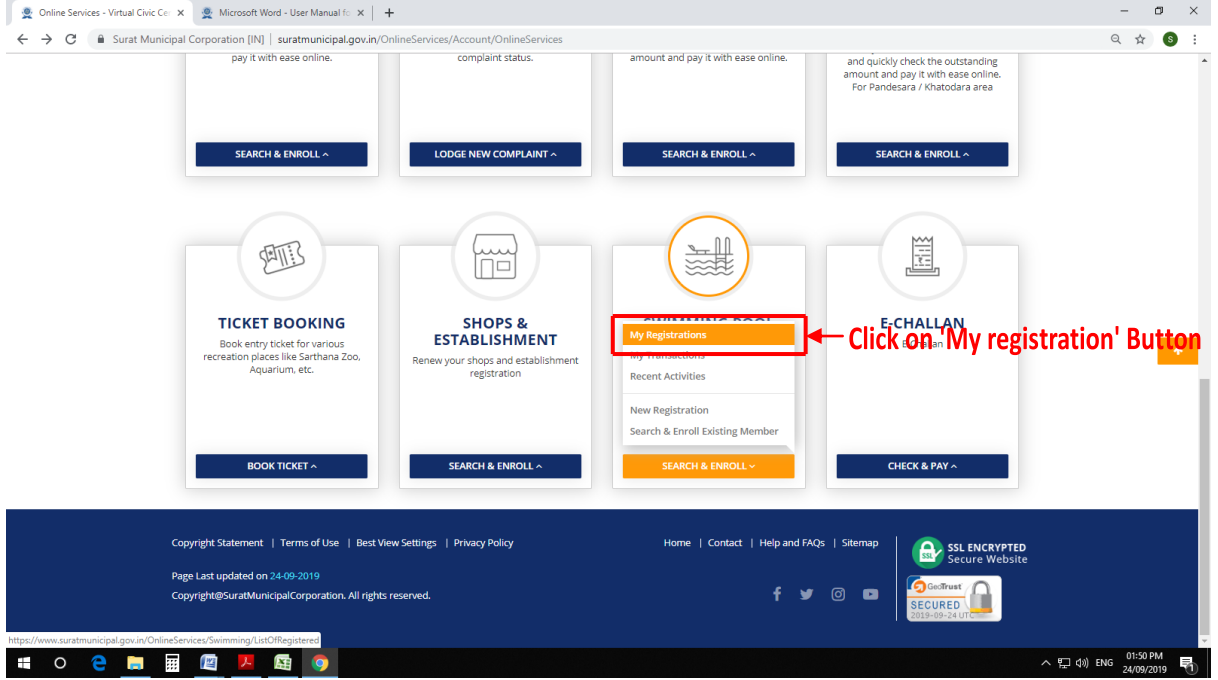 Online Services - Virtual Civic Ce
Microsoft Word - User Manual fo
Surat Municipal Corporation [IN] | suratmunicipal.gov.in/OnlineServices/Account/OnlineServices
S
pay it with ease online.
complaint status.
amount and pay it with ease online.
and quickly check the outstanding
amount and pay it with ease online.
For Pandesara / Khatodara area
SEARCH & ENROLL
LODGE NEW COMPLAINT
SEARCH & ENROLL
SEARCH & ENROLL
TICKET BOOKING
Book entry ticket for various
recreation places like Sarthana Zoo,
Aquarium, etc.
BOOK TICKET
SHOPS &
ESTABLISHMENT
Renew your shops and establishment
registration
SEARCH & ENROLL
SWIMMING POOL
My Registrations
My Transactions
Recent Activities
New Registration
Search & Enroll Existing Member
SEARCH & ENROLL
E-CHALLAN
E-Challan
CHECK & PAY
Click on 'My registration' Button
Copyright Statement | Terms of Use | Best View Settings | Privacy Policy
Page Last updated on 24-09-2019
Copyright@SuratMunicipalCorporation. All rights reserved.
Home | Contact | Help and FAQs | Sitemap
SSL
SSL ENCRYPTED
Secure Website
GeoTrust
SECURED
2019-09-24 UTC
https://www.suratmunicipal.gov.in/OnlineServices/Swimming/ListOfRegistered
ENG
01:50 PM
24/09/2019
1